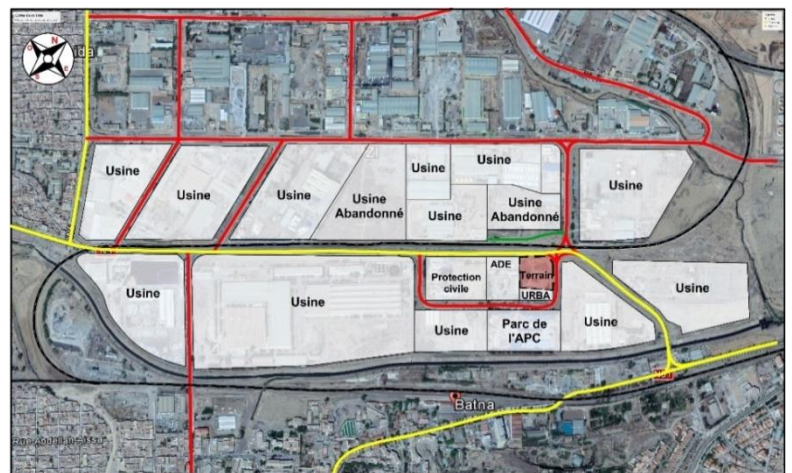 N
Usine
Usine
Usine
Usine
Abandonné
Usine
Usine
Usine
Usine
Abandonné
Usine
Usine
Usine
Protection
civile
ADE
Terrain
URBA
Usine
Parc de
l'APC
Usine
Usine
Batna